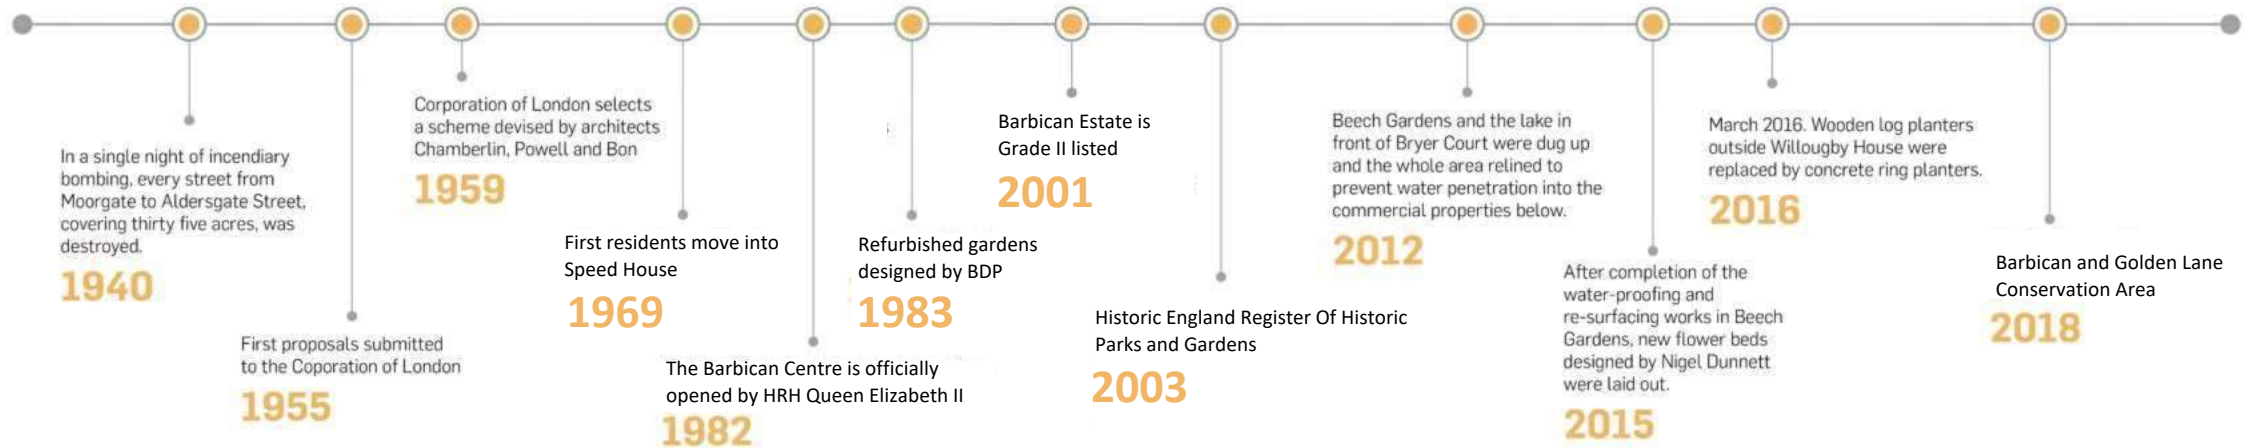 In a single night of incendiary
bombing, every street from
Moorgate to Aldersgate Street,
covering thirty five acres, was
destroyed.
1940
First proposals submitted
to the Coporation of London
1955
Corporation of London selects
a scheme devised by architects
Chamberlin, Powell and Bon
1959
First residents move into
Speed House
1969
The Barbican Centre is officially
opened by HRH Queen Elizabeth II
1982
Refurbished gardens
designed by BDP
1983
Barbican Estate is
Grade II listed
2001
Historic England Register Of Historic
Parks and Gardens
2003
Beech Gardens and the lake in
front of Bryer Court were dug up
and the whole area relined to
prevent water penetration into the
commercial properties below.
2012
After completion of the
water-proofing and
re-surfacing works in Beech
Gardens, new flower beds
designed by Nigel Dunnett
were laid out.
2015
March 2016. Wooden log planters
outside Willougby House were
replaced by concrete ring planters.
2016
Barbican and Golden Lane
Conservation Area
2018